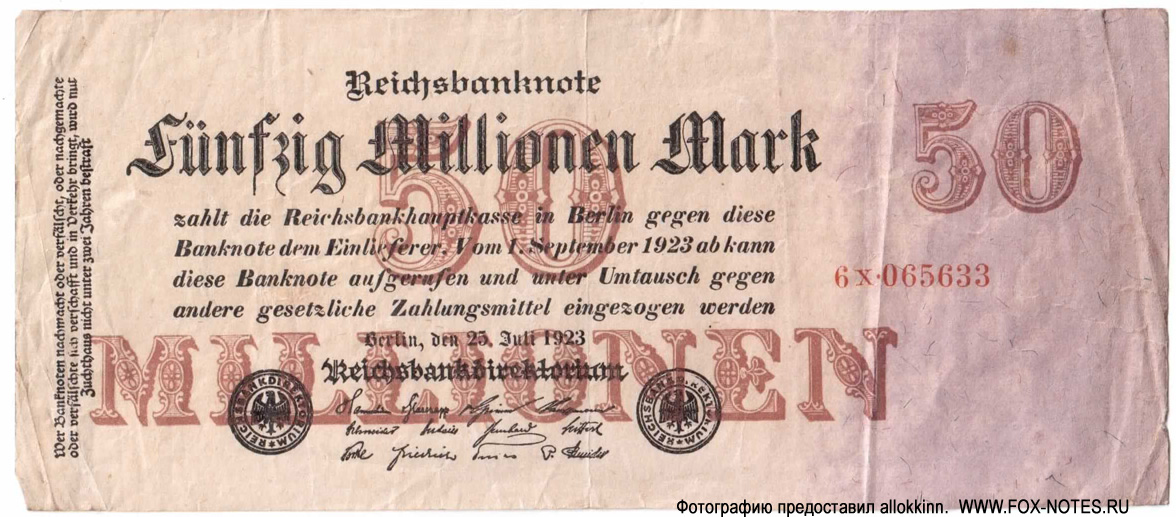 Reichsbanknote
Fünfzig Millionen Mark
50
50
zahlt die Reichsbankhauptkasse in Berlin gegen diese
Banknote dem Einlieferer. Vom 1. September 1923 ab kann
diese Banknote aufgerufen und unter Umtausch gegen
andere gesetzliche Zahlungsmittel eingezogen werden
6X·065633
MILLIONEN
Berlin, den 25. Juli 1923
Reichsbankdirektorium
REICHSBANKDIREKTORIUM
REICHSBANKDIREKTORIUM
Wer Banknoten nachmacht oder verfälscht, oder nachgemachte
oder verfälschte sich verschafft und in Verkehr bringt, wird mit
Zuchthaus nicht unter zwei Jahren bestraft
Фотографию предоставил allokkinn. WWW.FOX-NOTES.RU